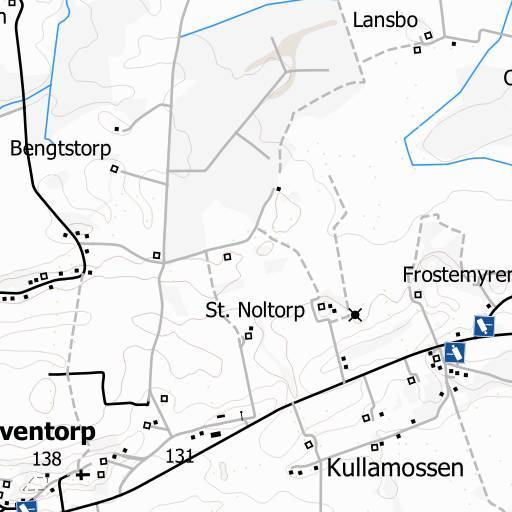 Lansbo
Bengtstorp
Frostemyren
St. Noltorp
ventorp
138
131
Kullamossen